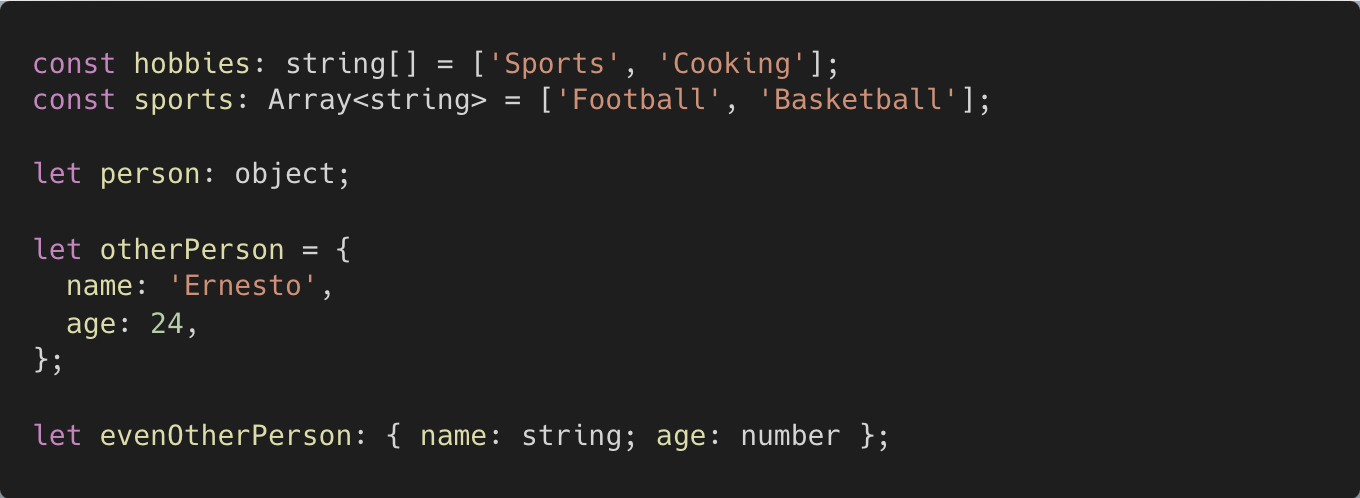 const hobbies: string[] = ['Sports', 'Cooking'];
const sports: Array<string> = ['Football', 'Basketball'];
let person: object;
let otherPerson = {
  name: 'Ernesto',
  age: 24,
};
let evenOtherPerson: { name: string; age: number };